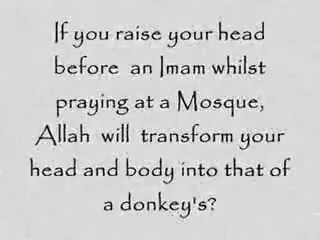 If you raise your head
before an Imam whilst
praying at a Mosque,
Allah will transform your
head and body into that of
a donkey's?